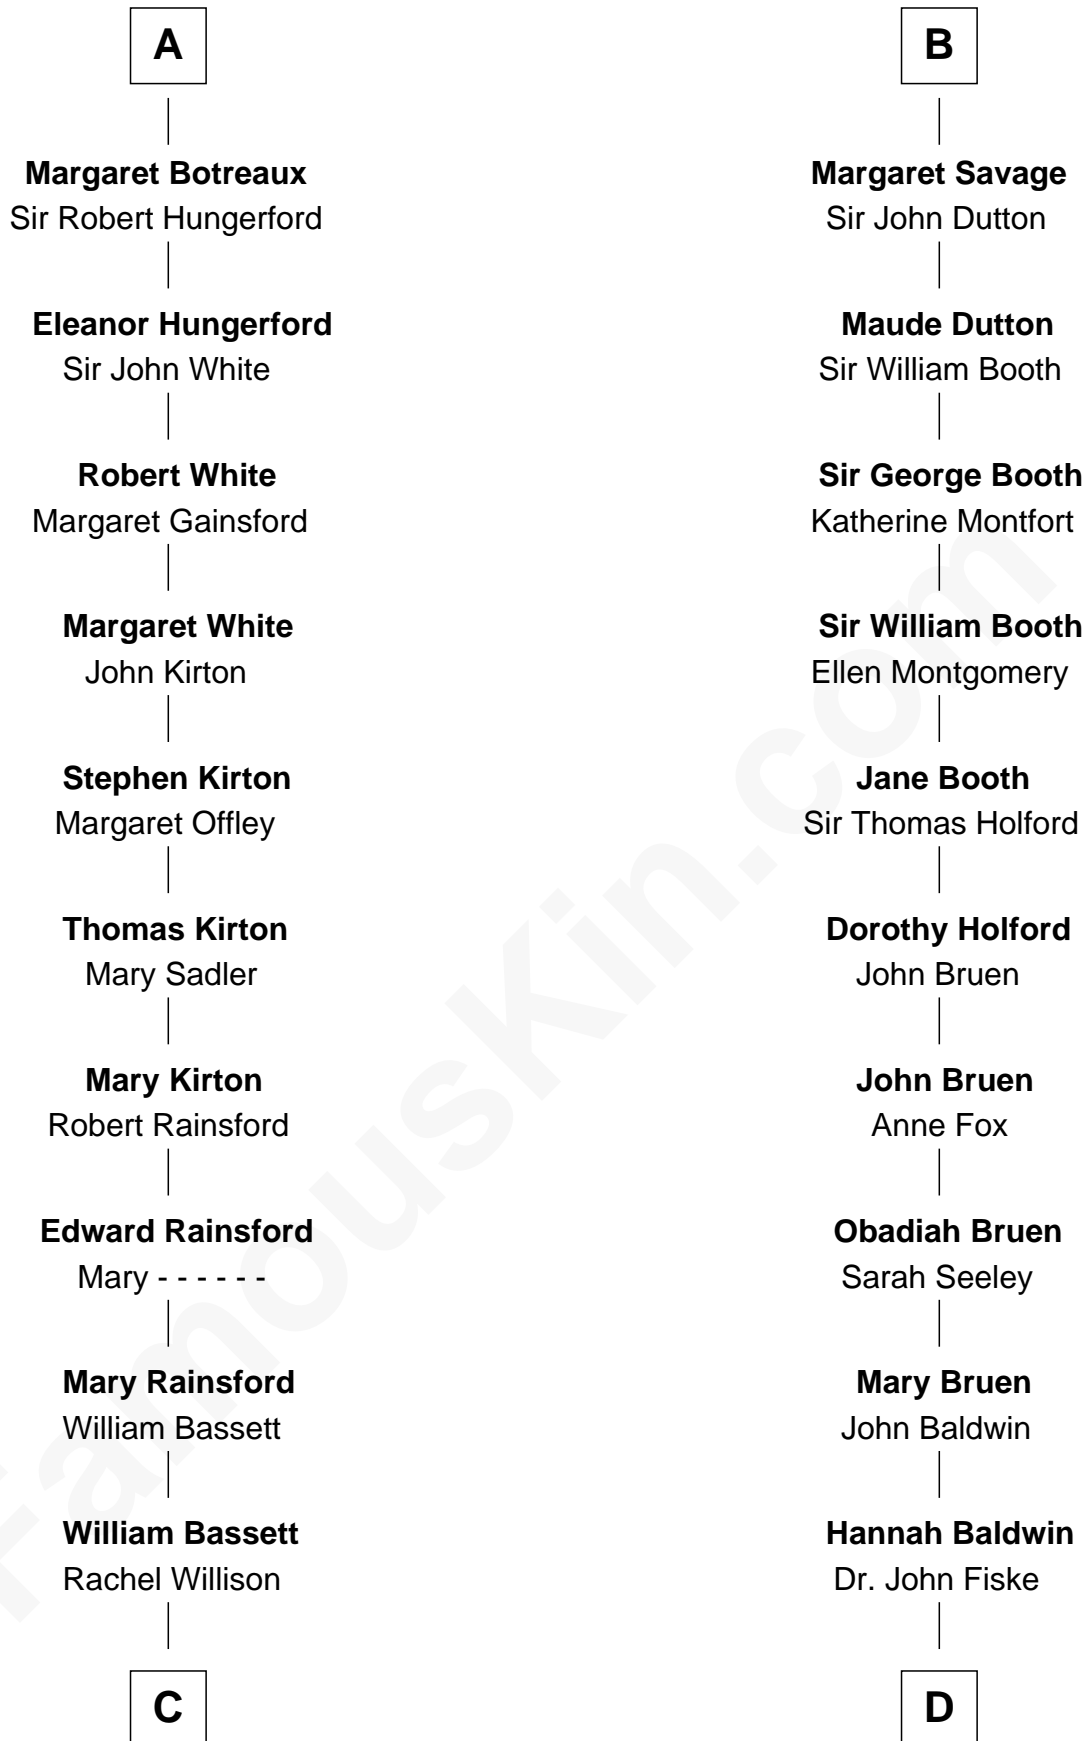 A
Margaret Botreaux
Sir Robert Hungerford
Eleanor Hungerford
Sir John White
Robert White
Margaret Gainsford
Margaret White
John Kirton
Stephen Kirton
Margaret Offley
Thomas Kirton
Mary Sadler
Mary Kirton
Robert Rainsford
Edward Rainsford
Mary - - - - - -
Mary Rainsford
William Bassett
William Bassett
Rachel Willison
C
B
Margaret Savage
Sir John Dutton
Maude Dutton
Sir William Booth
Sir George Booth
Katherine Montfort
Sir William Booth
Ellen Montgomery
Jane Booth
Sir Thomas Holford
Dorothy Holford
John Bruen
John Bruen
Anne Fox
Obadiah Bruen
Sarah Seeley
Mary Bruen
John Baldwin
Hannah Baldwin
Dr. John Fiske
D
FamousKin.com